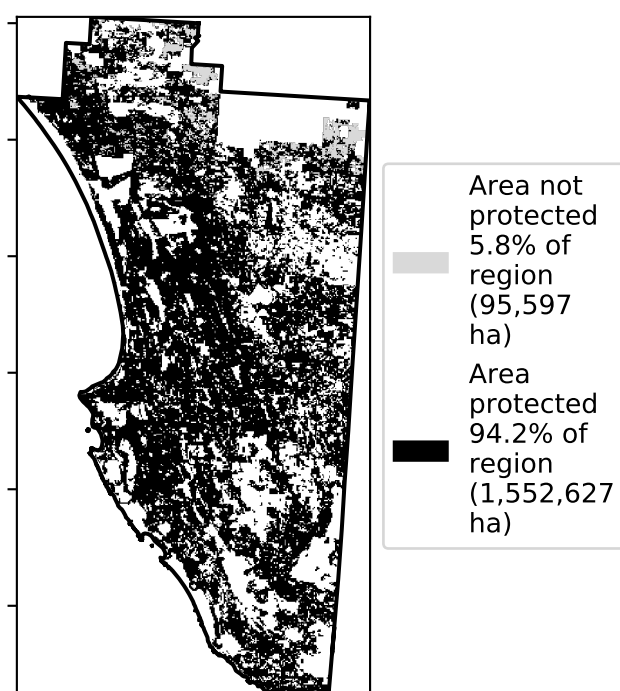 Area not
protected
5.8% of
region
(95,597
ha)
Area
protected
94.2% of
region
(1,552,627
ha)